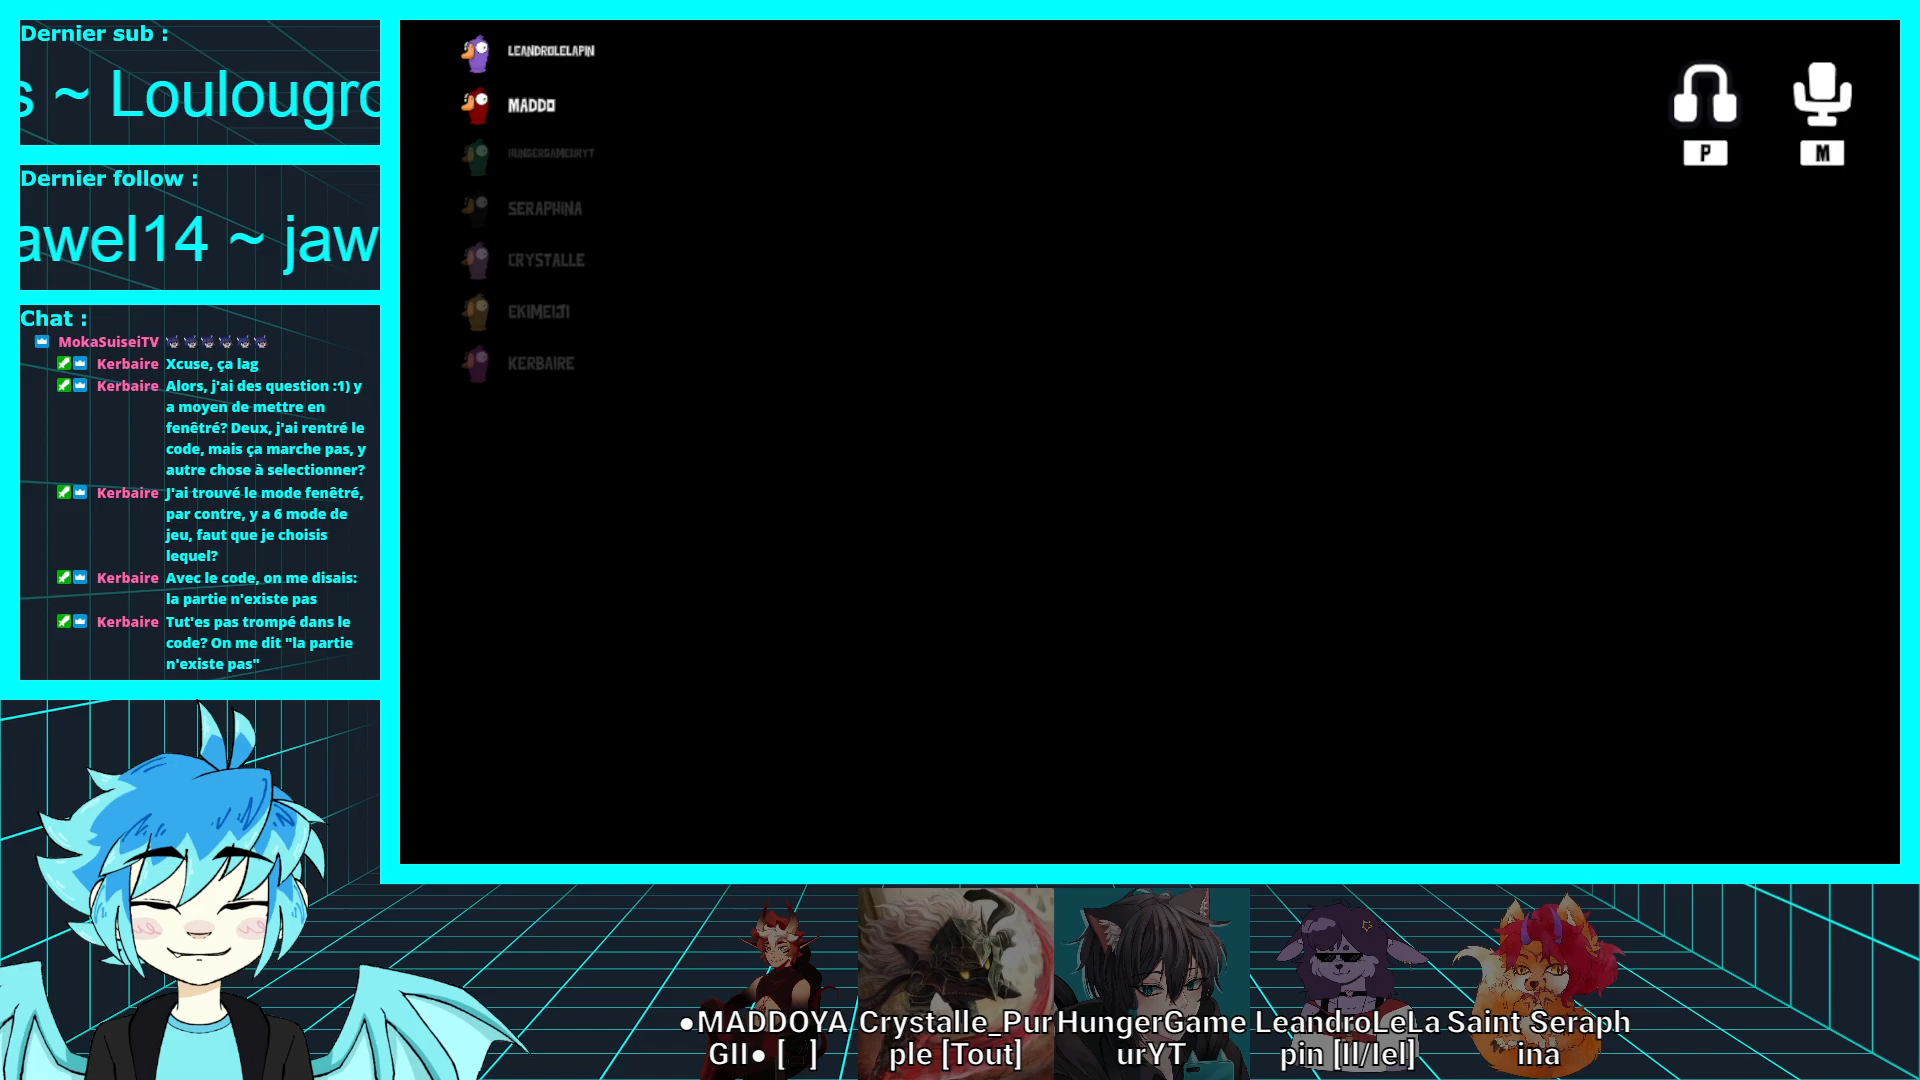 Dernier sub :
s ~ Loulougro
Dernier follow :
awel14 ~ jaw
Chat :
MokaSuiseiTV
Kerbaire Xcuse, ça lag
Kerbaire Alors, j'ai des question :1) y
a moyen de mettre en
fenêtré? Deux, j'ai rentré le
code, mais ça marche pas, y
autre chose à selectionner?
Kerbaire J'ai trouvé le mode fenêtré,
par contre, y a 6 mode de
jeu, faut que je choisis
lequel?
Kerbaire Avec le code, on me disais:
la partie n'existe pas
Kerbaire Tut'es pas trompé dans le
code? On me dit "la partie
n'existe pas"
LEANDROLELAPIN
MADDO
HUNGERGAMEURYT
SERAPHINA
CRYSTALLE
EKIMEIJI
KERBAIRE
P
M
●MADDOYA
GII● [ ]
Crystalle_Pur
ple [Tout]
HungerGame
urYT
LeandroLeLa
pin [Il/Iel]
Saint Seraph
ina